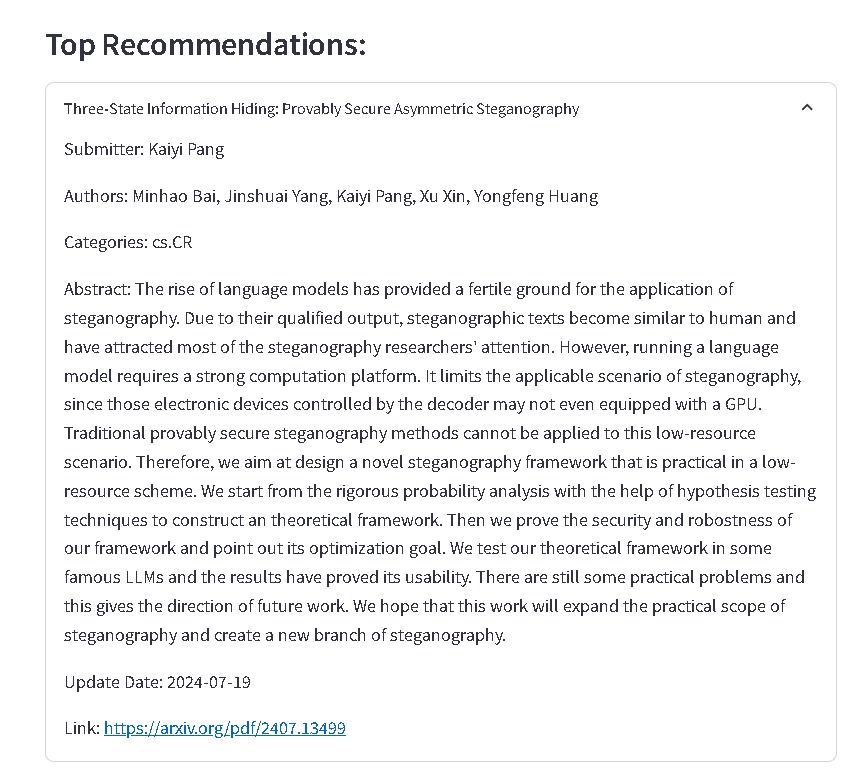 Top Recommendations:
Three-State Information Hiding: Provably Secure Asymmetric Steganography
Submitter: Kaiyi Pang
Authors: Minhao Bai, Jinshuai Yang, Kaiyi Pang, Xu Xin, Yongfeng Huang
Categories: cs.CR
Abstract: The rise of language models has provided a fertile ground for the application of
steganography. Due to their qualified output, steganographic texts become similar to human and
have attracted most of the steganography researchers' attention. However, running a language
model requires a strong computation platform. It limits the applicable scenario of steganography,
since those electronic devices controlled by the decoder may not even equipped with a GPU.
Traditional provably secure steganography methods cannot be applied to this low-resource
scenario. Therefore, we aim at design a novel steganography framework that is practical in a low-
resource scheme. We start from the rigorous probability analysis with the help of hypothesis testing
techniques to construct an theoretical framework. Then we prove the security and robostness of
our framework and point out its optimization goal. We test our theoretical framework in some
famous LLMs and the results have proved its usability. There are still some practical problems and
this gives the direction of future work. We hope that this work will expand the practical scope of
steganography and create a new branch of steganography.
Update Date: 2024-07-19
Link: https://arxiv.org/pdf/2407.13499